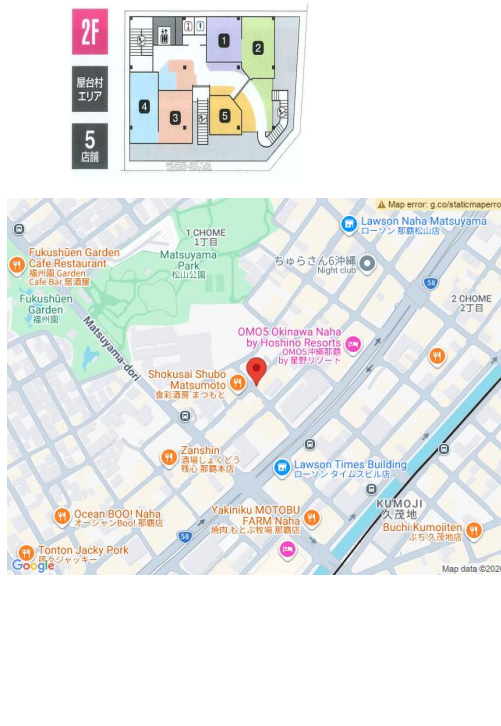 2F
屋台村
エリア
5
店舗
1
2
3
4
5
Map error: g.co/staticmaperro
Lawson Naha Matsuyama
ローソン 那覇松山店
1 CHOME
1丁目
Fukushūen Garden
Cafe Restaurant
福州園 Garden
Cafe Bar 居酒屋
Matsuyama
Park
松山公園
ちゅらさん6沖縄
Night club
58
2 CHOME
2丁目
Fukushūen
Garden
福州園
Matsuyama-dori
OMO5 Okinawa Naha
by Hoshino Resorts
OMO5沖縄那覇
by 星野リゾート
Shokusai Shubo
Matsumoto
食彩酒房 まつもと
Zanshin
酒場しょくどう
残心 那覇本店
Lawson Times Building
ローソン タイムスビル店
KUMOJI
久茂地
Ocean BOO! Naha
オーシャンBoo! 那覇店
Yakiniku MOTOBU
FARM Naha
焼肉 もとぶ牧場 那覇店
Buchi Kumojiten
ぶち 久茂地店
58
Tonton Jacky Pork
豚々ジャッキー
Google
Map data ©2026